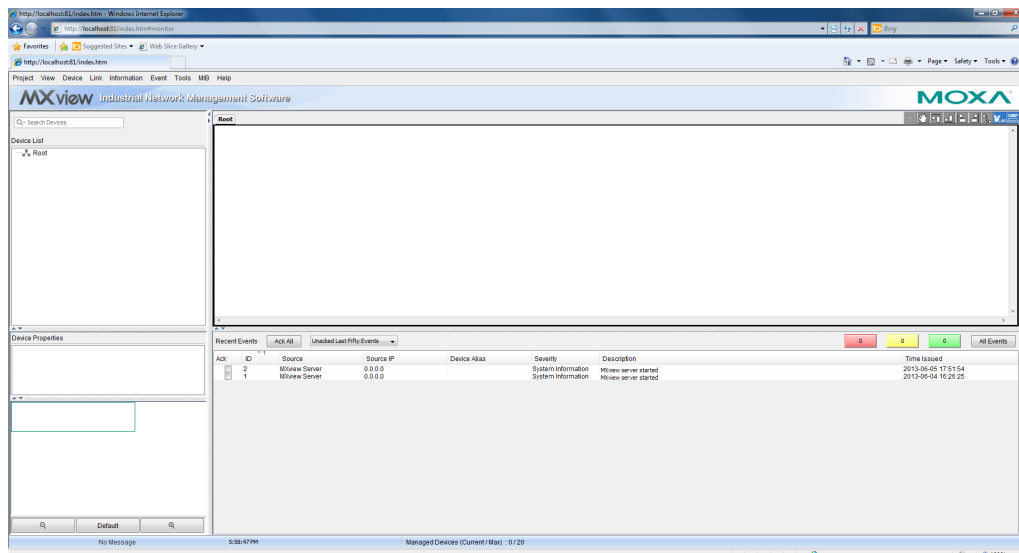 http://localhost:81/index.htm - Windows Internet Explorer
http://localhost:81/index.htm#monitor
Bing
Favorites Suggested Sites Web Slice Gallery
http://localhost:81/index.htm
Page Safety Tools
Project View Device Link Information Event Tools MIB Help
MXview Industrial Network Management Software
MOXA
Search Devices
Root
Device List
Root
Device Properties
Recent Events Ack All Unacked Last Fifty Events 0 0 0 All Events
Ack ID 1 Source Source IP Device Alias Severity Description Time Issued
2 MXview Server 0.0.0.0 System Information MXview server started 2013-06-05 17:51:54
1 MXview Server 0.0.0.0 System Information MXview server started 2013-06-04 16:26:25
Default
No Message 5:58:47 PM Managed Devices (Current / Max) : 0 / 20